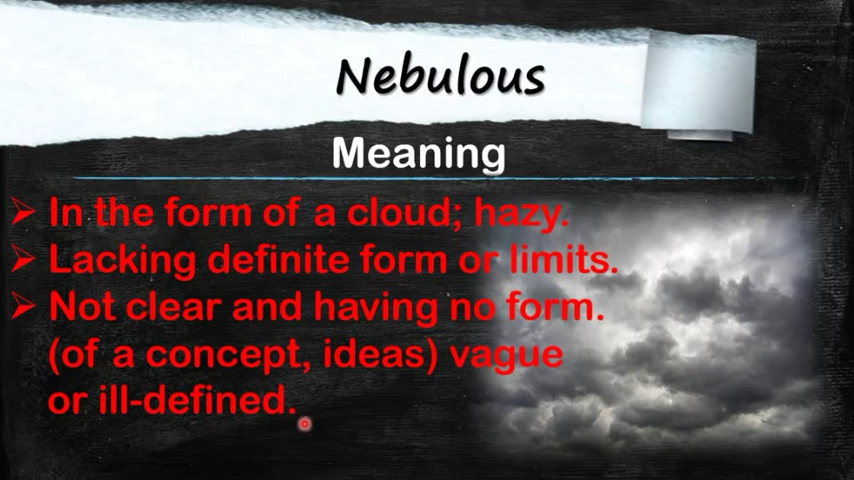 Nebulous
Meaning
➢ In the form of a cloud; hazy.
➢ Lacking definite form or limits.
➢ Not clear and having no form.
(of a concept, ideas) vague
or ill-defined.